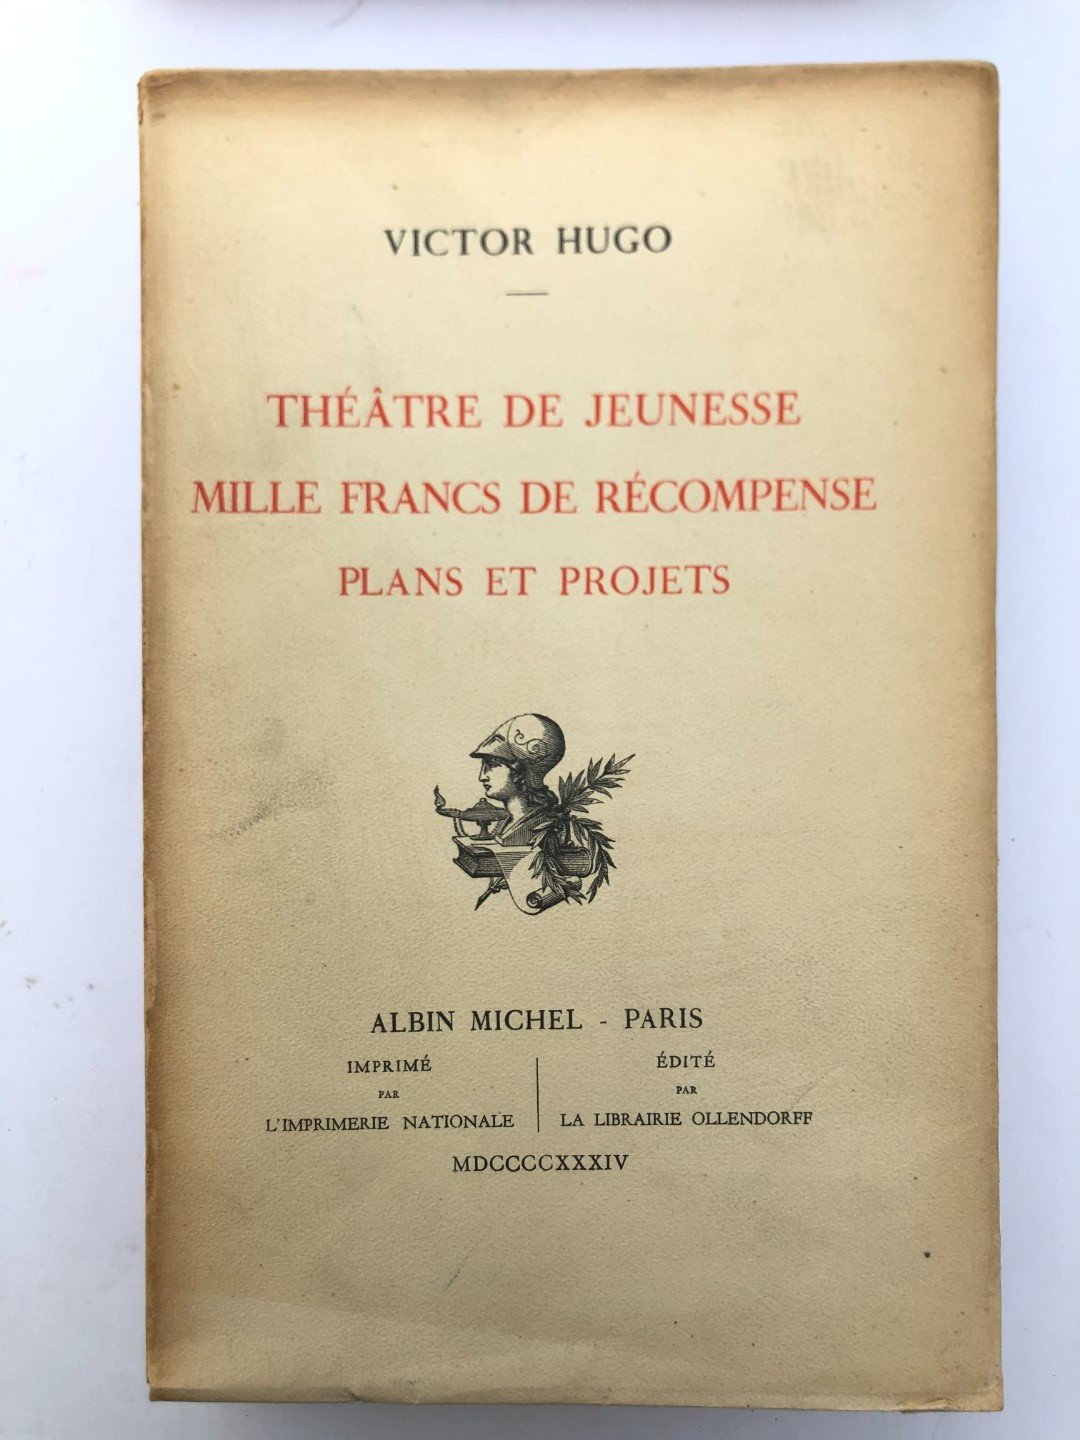 VICTOR HUGO
THÉÂTRE DE JEUNESSE
MILLE FRANCS DE RÉCOMPENSE
PLANS ET PROJETS
ALBIN MICHEL - PARIS
IMPRIMÉ
PAR
L'IMPRIMERIE NATIONALE
ÉDITÉ
PAR
LA LIBRAIRIE OLLENDORFF
MDCCCCXXXIV